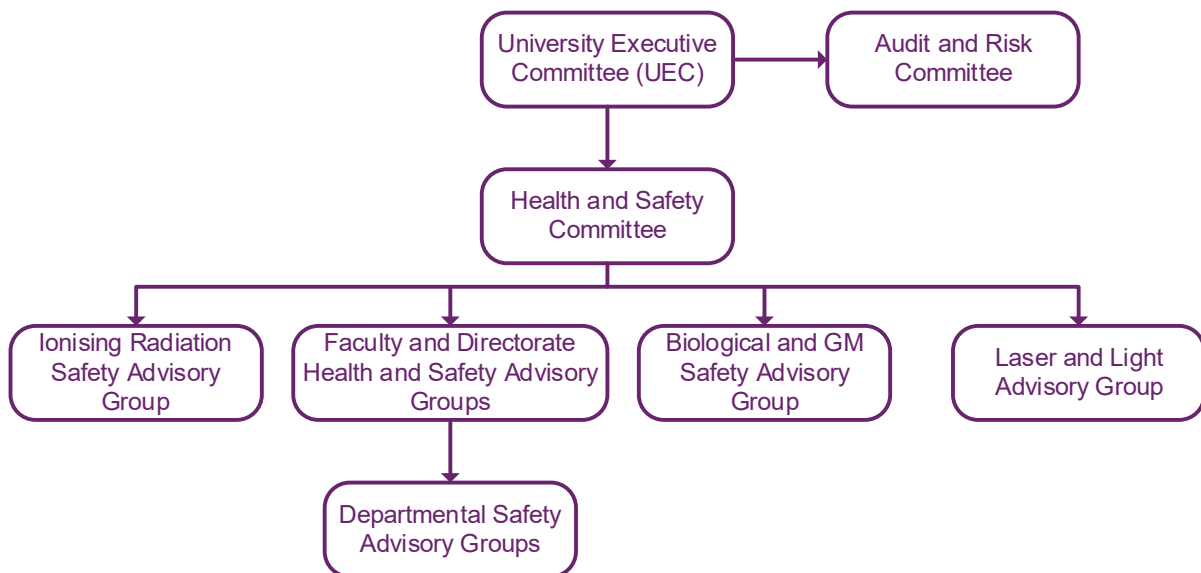 University Executive
Committee (UEC)
Audit and Risk
Committee
Health and Safety
Committee
Ionising Radiation
Safety Advisory
Group
Faculty and Directorate
Health and Safety Advisory
Groups
Biological and GM
Safety Advisory
Group
Laser and Light
Advisory Group
Departmental Safety
Advisory Groups